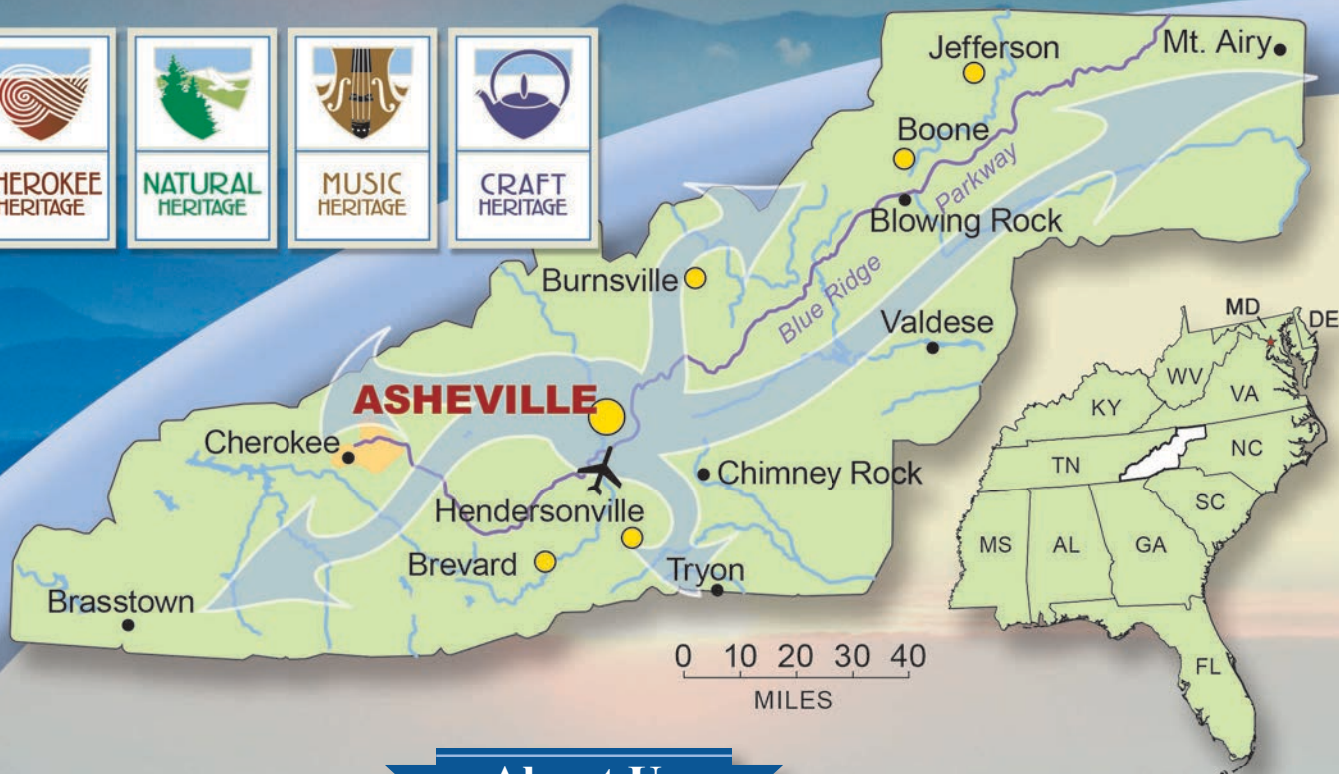 HEROKEE
HERITAGE
NATURAL
HERITAGE
MUSIC
HERITAGE
CRAFT
HERITAGE
Jefferson
Mt. Airy
Boone
Blowing Rock
Blue Ridge Parkway
Burnsville
Valdese
ASHEVILLE
Cherokee
Chimney Rock
Hendersonville
Brevard
Tryon
Brasstown
0 10 20 30 40
MILES
MD
DE
WV
VA
KY
TN
NC
SC
MS
AL
GA
FL
About U